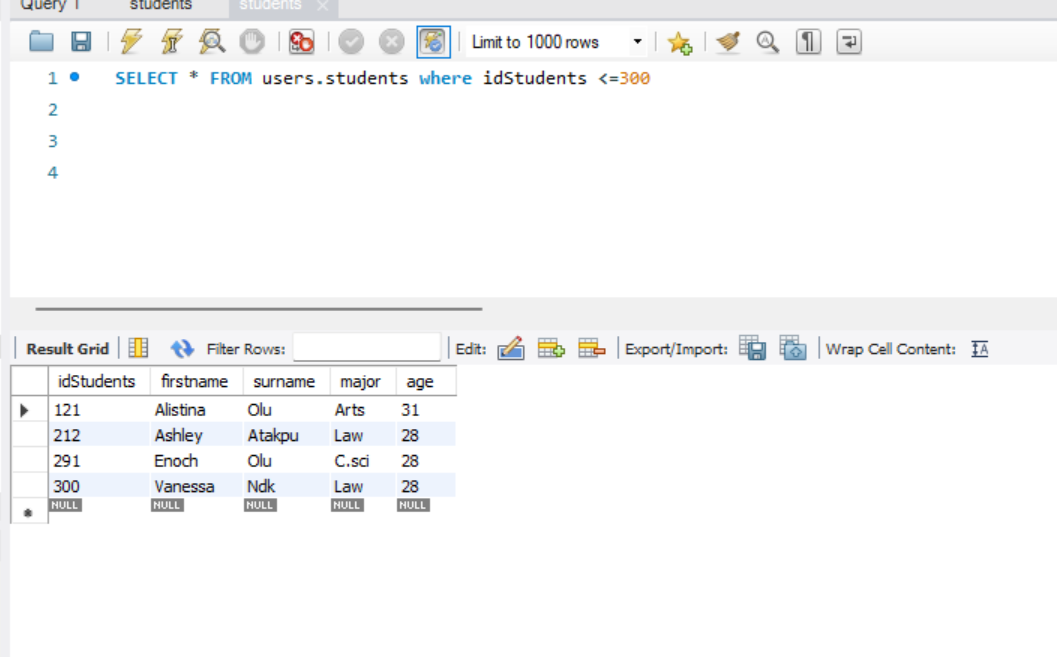 Query 1 students students
Limit to 1000 rows
1 SELECT * FROM users.students where idStudents <=300
2
3
4
Result Grid Filter Rows: Edit: Export/Import: Wrap Cell Content: IA
idStudents firstname surname major age
121 Alistina Olu Arts 31
212 Ashley Atakpu Law 28
291 Enoch Olu C.sci 28
300 Vanessa Ndk Law 28
NULL NULL NULL NULL NULL